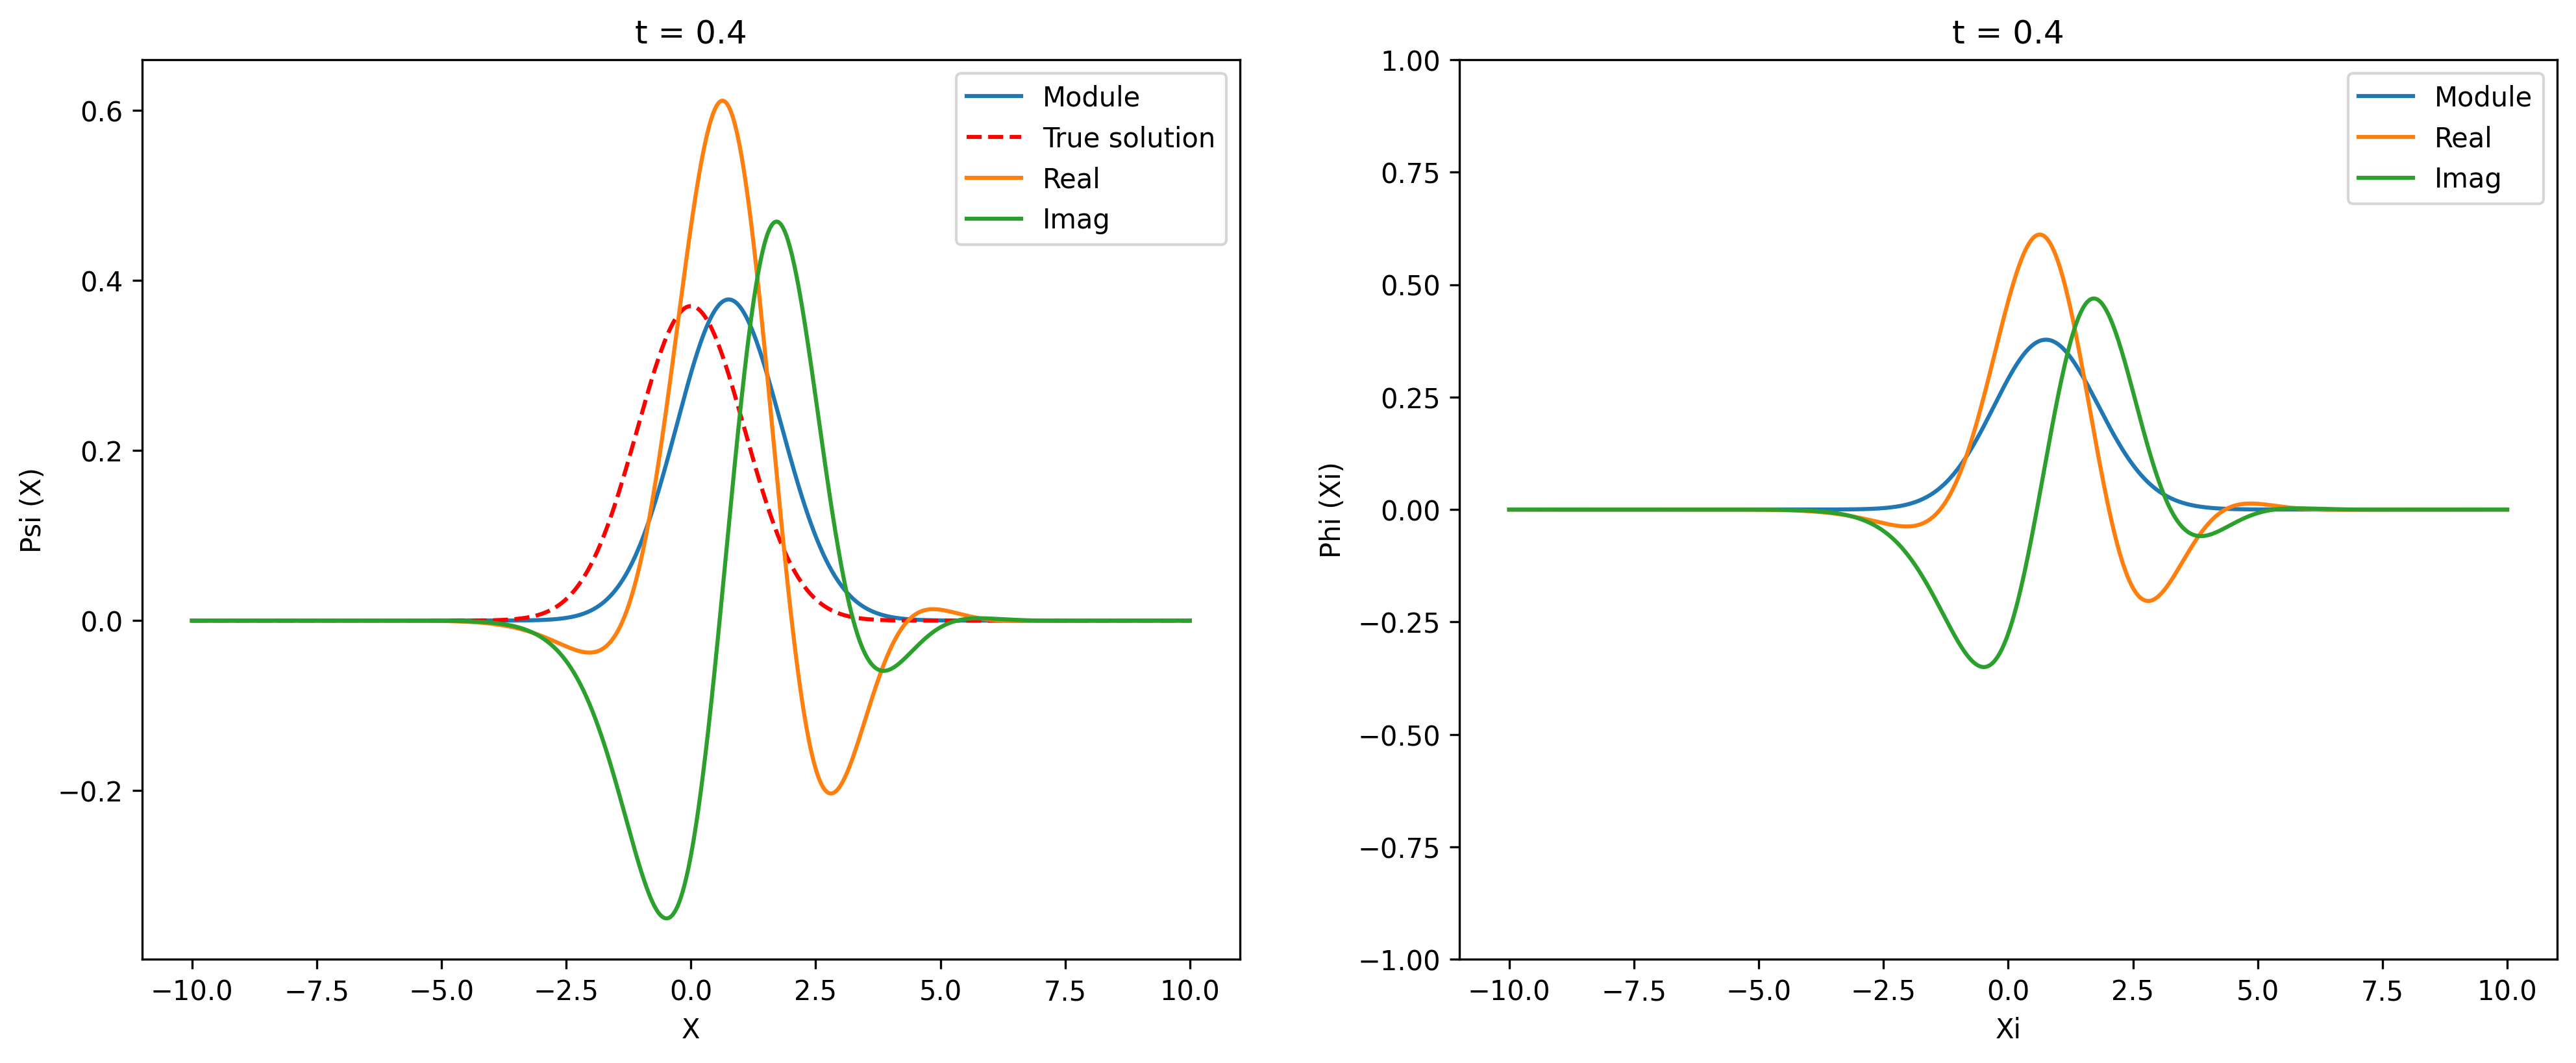 t = 0.4
Psi (X)
0.6
0.4
0.2
0.0
−0.2
Module
True solution
Real
Imag
−10.0 −7.5 −5.0 −2.5 0.0 2.5 5.0 7.5 10.0
X
t = 0.4
Phi (Xi)
1.00
0.75
0.50
0.25
0.00
−0.25
−0.50
−0.75
−1.00
Module
Real
Imag
−10.0 −7.5 −5.0 −2.5 0.0 2.5 5.0 7.5 10.0
Xi